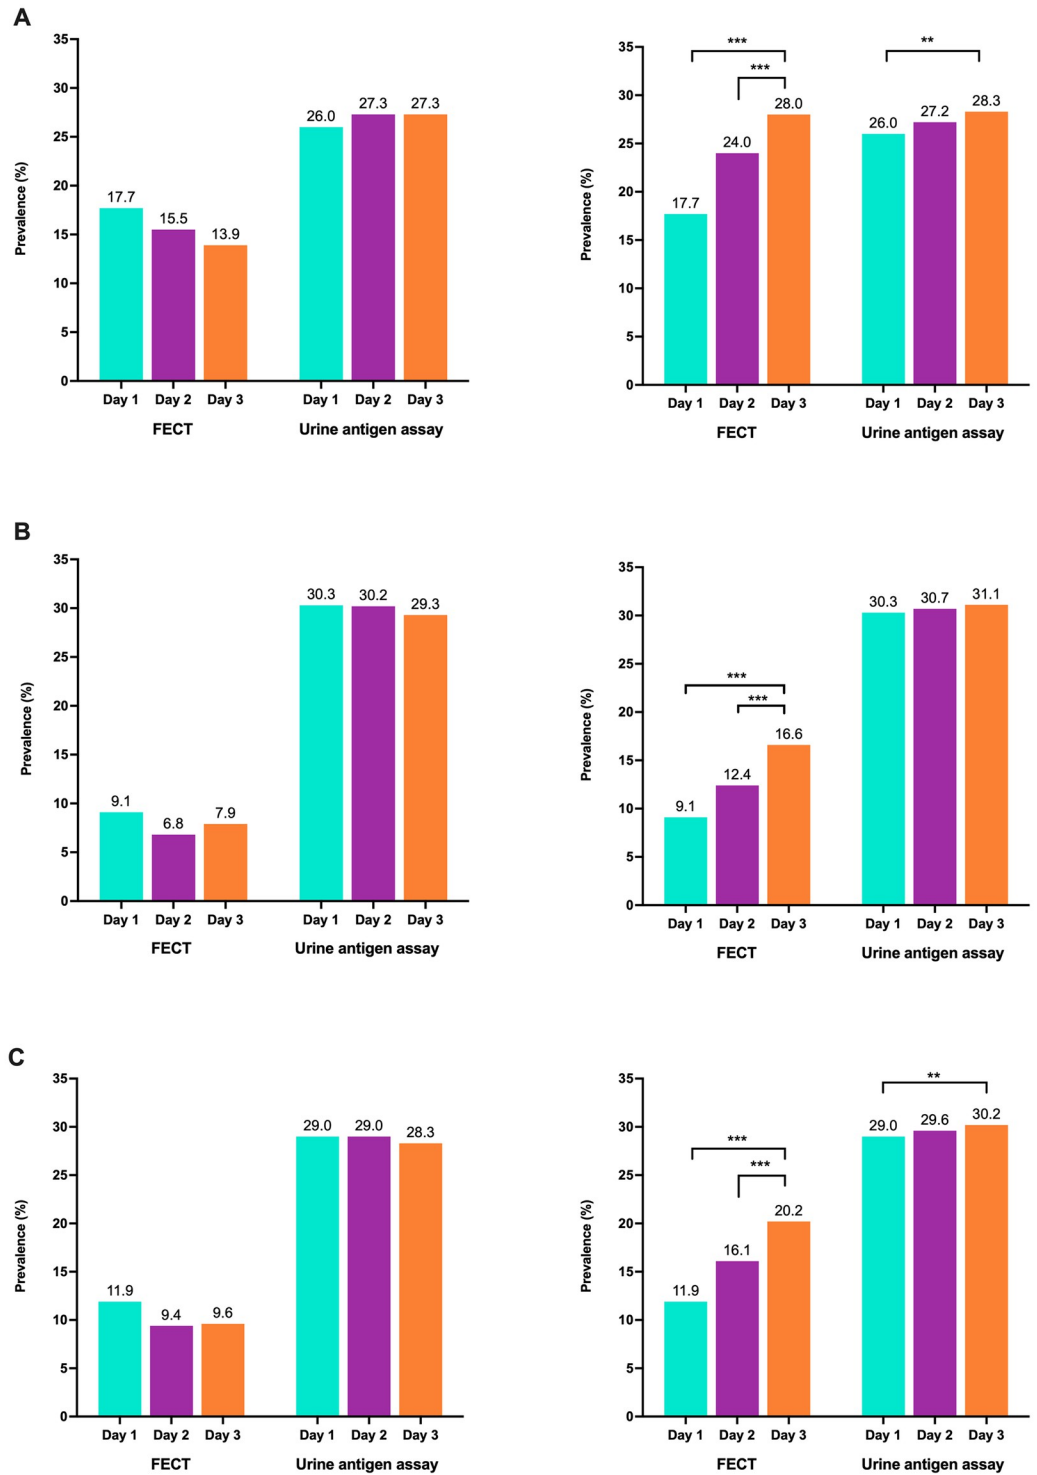 A
35
30
25
20
15
10
5
0
Prevalence (%)
17.7
15.5
13.9
26.0
27.3
27.3
Day 1
Day 2
Day 3
Day 1
Day 2
Day 3
FECT
Urine antigen assay
35
30
25
20
15
10
5
0
Prevalence (%)
***
***
**
17.7
24.0
28.0
26.0
27.2
28.3
Day 1
Day 2
Day 3
Day 1
Day 2
Day 3
FECT
Urine antigen assay
B
35
30
25
20
15
10
5
0
Prevalence (%)
9.1
6.8
7.9
30.3
30.2
29.3
Day 1
Day 2
Day 3
Day 1
Day 2
Day 3
FECT
Urine antigen assay
35
30
25
20
15
10
5
0
Prevalence (%)
***
***
9.1
12.4
16.6
30.3
30.7
31.1
Day 1
Day 2
Day 3
Day 1
Day 2
Day 3
FECT
Urine antigen assay
C
35
30
25
20
15
10
5
0
Prevalence (%)
11.9
9.4
9.6
29.0
29.0
28.3
Day 1
Day 2
Day 3
Day 1
Day 2
Day 3
FECT
Urine antigen assay
35
30
25
20
15
10
5
0
Prevalence (%)
***
***
**
11.9
16.1
20.2
29.0
29.6
30.2
Day 1
Day 2
Day 3
Day 1
Day 2
Day 3
FECT
Urine antigen assay